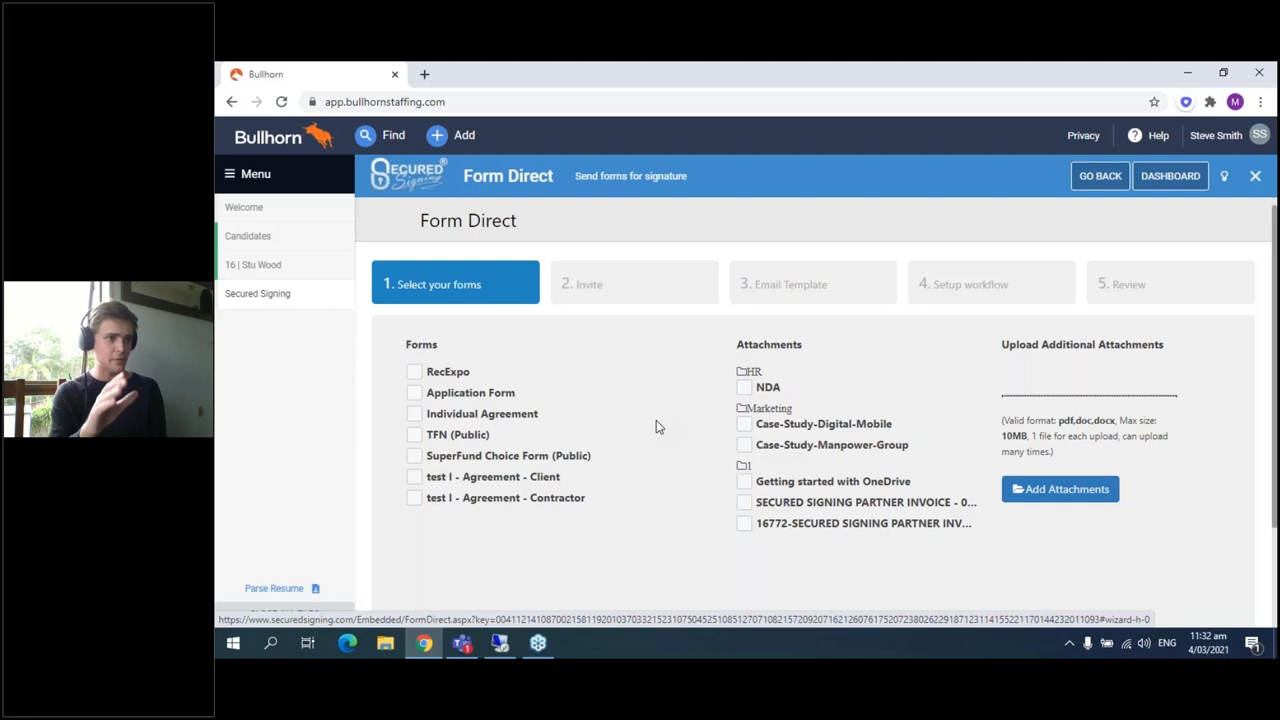 Bullhorn
app.bullhornstaffing.com
M
Bullhorn
Find
Add
Privacy
Help
Steve Smith
SS
Menu
SECURED Signing
Form Direct
Send forms for signature
GO BACK
DASHBOARD
Welcome
Candidates
16 | Stu Wood
Secured Signing
Form Direct
1. Select your forms
2. Invite
3. Email Template
4. Setup workflow
5. Review
Forms
RecExpo
Application Form
Individual Agreement
TFN (Public)
SuperFund Choice Form (Public)
test I - Agreement - Client
test I - Agreement - Contractor
Attachments
HR
NDA
Marketing
Case-Study-Digital-Mobile
Case-Study-Manpower-Group
1
Getting started with OneDrive
SECURED SIGNING PARTNER INVOICE - 0...
16772-SECURED SIGNING PARTNER INV...
Upload Additional Attachments
(Valid format: pdf,doc,docx, Max size:
10MB, 1 file for each upload, can upload
many times.)
Add Attachments
Parse Resume
ENG
11:32 am
4/03/2021